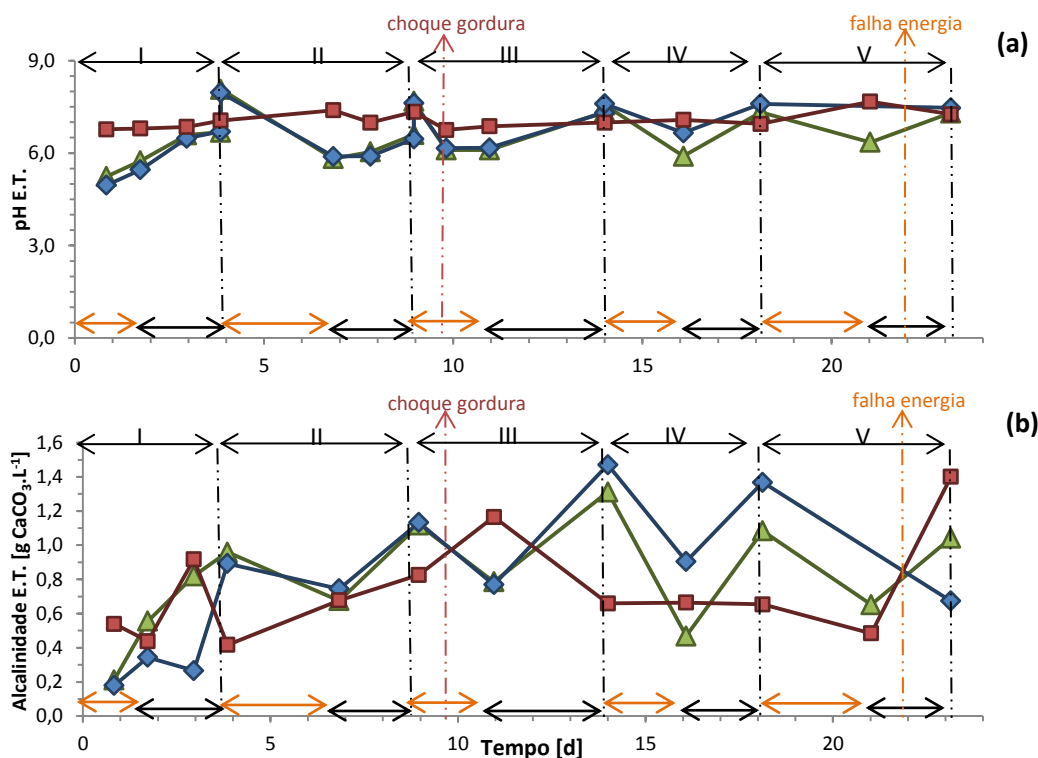 choque gordura
falha energia
(a)
I II III IV V
9,0
6,0
3,0
0,0
pH E.T.
0 5 10 15 20
choque gordura
falha energia
(b)
I II III IV V
1,6
1,4
1,2
1,0
0,8
0,6
0,4
0,2
0,0
Alcalinidade E.T. [g CaCO₃.L⁻¹]
0 5 10 15 20
Tempo [d]